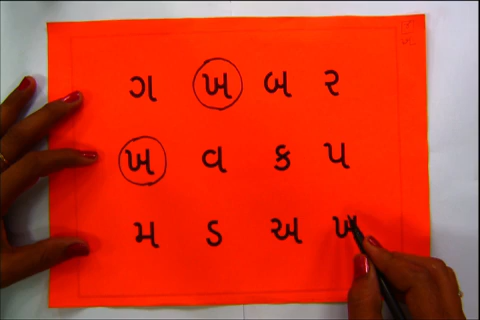 ગ ખ બ ર
ખ વ ક પ
મ ડ અ ખ